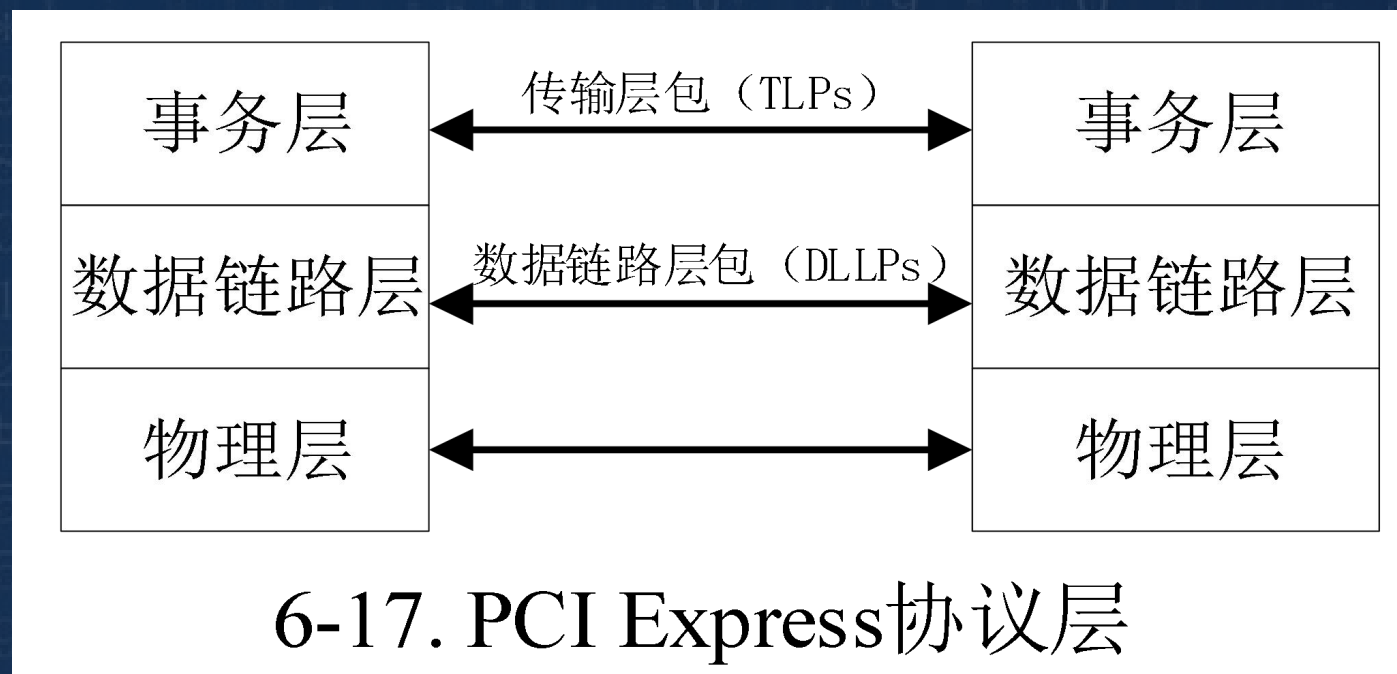 事务层
传输层包（TLPs）
事务层
数据链路层
数据链路层包（DLLPs）
数据链路层
物理层
物理层
6-17. PCI Express协议层